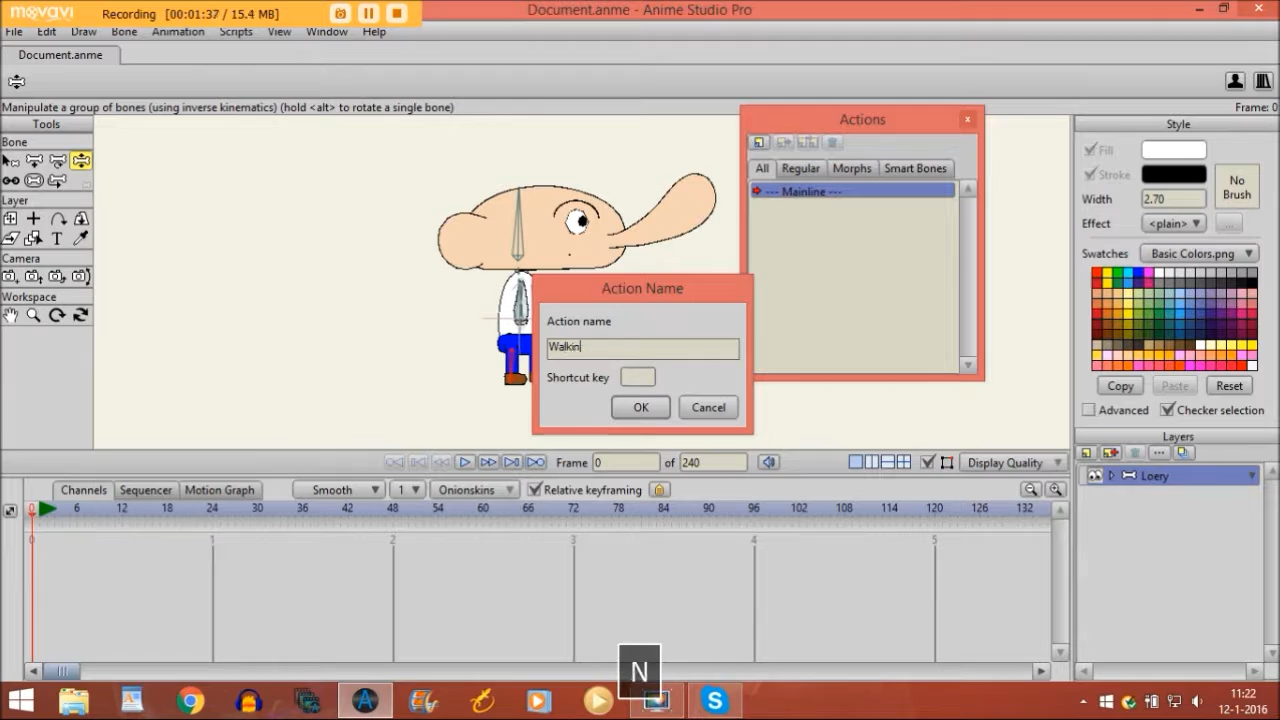 movavi
Recording [00:01:37 / 15.4 MB]
Document.anme - Anime Studio Pro
File Edit Draw Bone Animation Scripts View Window Help
Document.anme
Manipulate a group of bones (using inverse kinematics) (hold <alt> to rotate a single bone)
Frame: 0
Tools
Bone
Layer
Camera
Workspace
Actions
All Regular Morphs Smart Bones
--- Mainline ---
Action Name
Action name
Walkin
Shortcut key
OK Cancel
Style
Fill
Stroke
Width 2.70
No
Brush
Effect <plain> ...
Swatches Basic Colors.png
Copy Paste Reset
Advanced Checker selection
Layers
Loery
Frame 0 of 240 Display Quality
Channels Sequencer Motion Graph Smooth 1 Onionskins Relative keyframing
0 6 12 18 24 30 36 42 48 54 60 66 72 78 84 90 96 102 108 114 120 126 132
0 1 2 3 4 5
N
11:22
12-1-2016